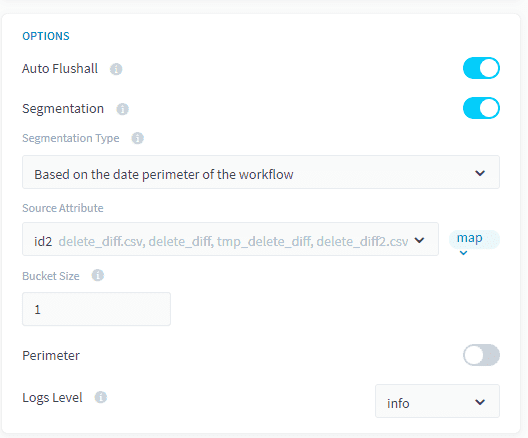 OPTIONS
Auto Flushall
Segmentation
Segmentation Type
Based on the date perimeter of the workflow
Source Attribute
id2 delete_diff.csv, delete_diff, tmp_delete_diff, delete_diff2.csv
map
Bucket Size
1
Perimeter
Logs Level
info